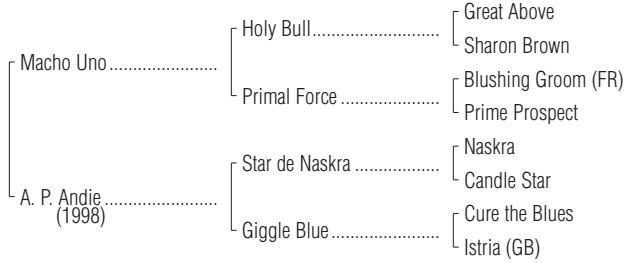 Great Above
Holy Bull
Sharon Brown
Macho Uno
Blushing Groom (FR)
Primal Force
Prime Prospect
Naskra
Star de Naskra
Candle Star
A. P. Andie
(1998)
Cure the Blues
Giggle Blue
Istria (GB)